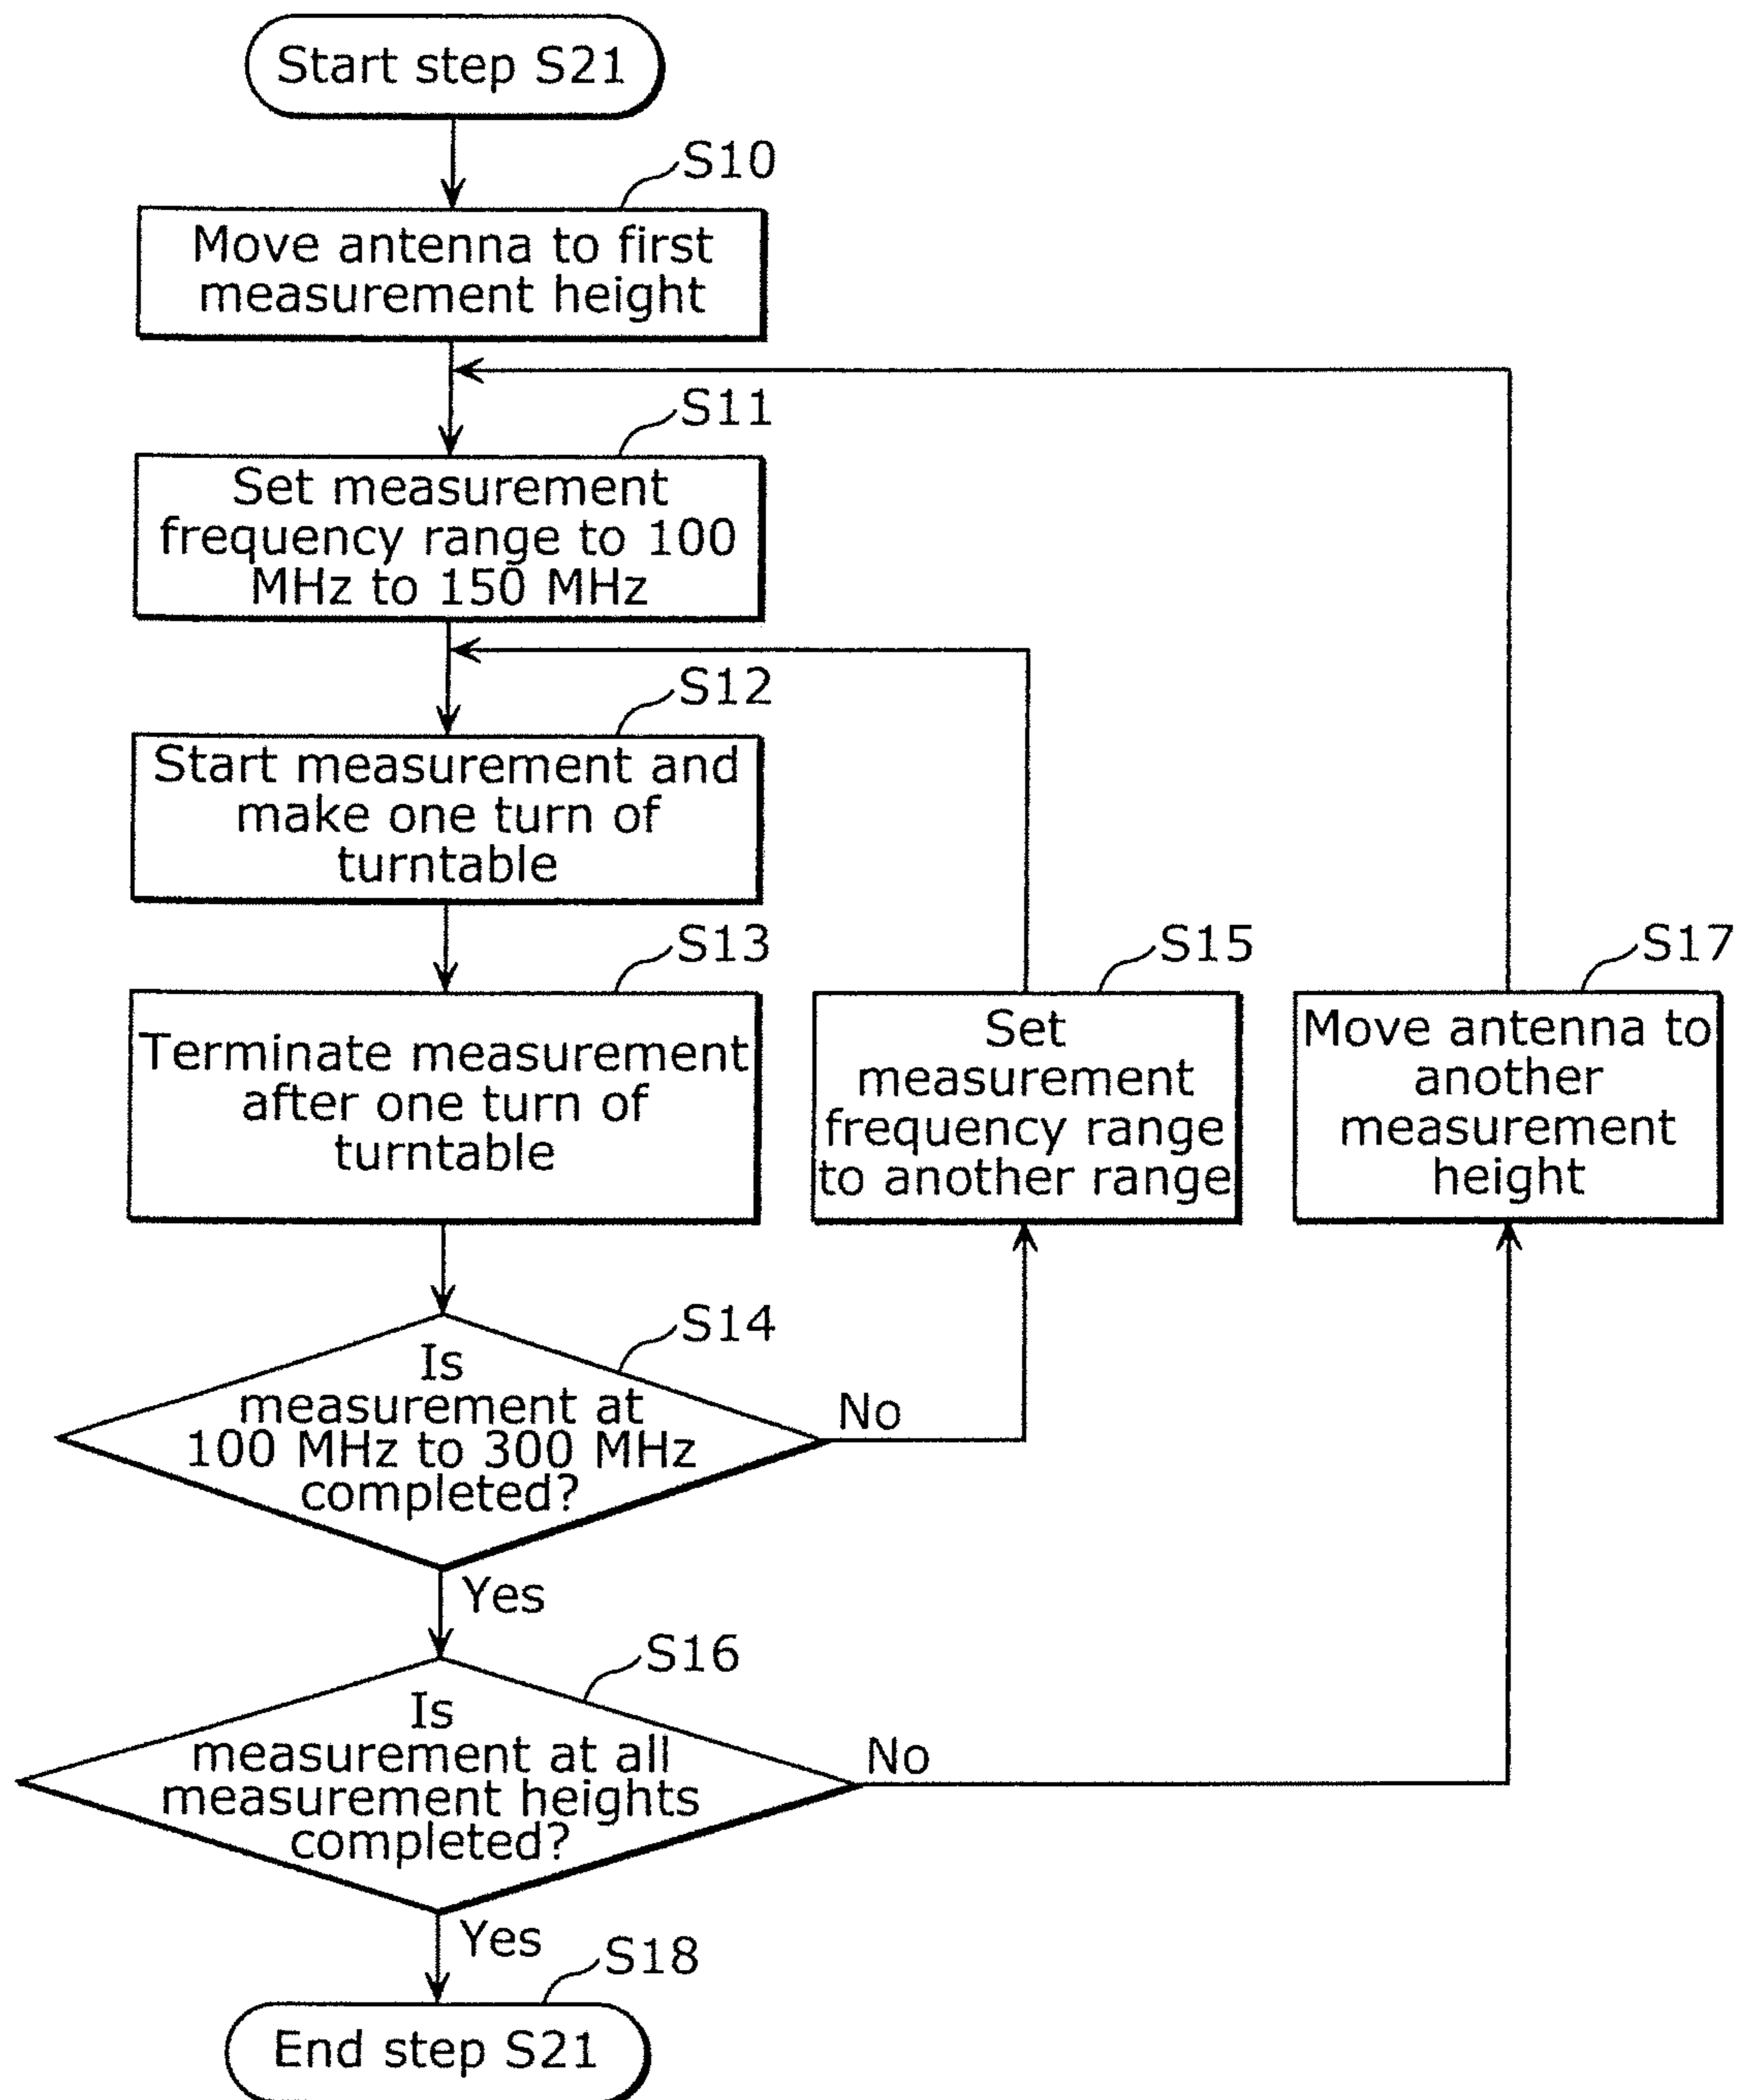 Start step S21
S10
Move antenna to first
measurement height
S11
Set measurement
frequency range to 100
MHz to 150 MHz
S12
Start measurement and
make one turn of
turntable
S13
Terminate measurement
after one turn of
turntable
S15
Set
measurement
frequency range
to another range
S17
Move antenna to
another
measurement
height
S14
Is
measurement at
100 MHz to 300 MHz
completed?
No
Yes
S16
Is
measurement at all
measurement heights
completed?
No
Yes
S18
End step S21